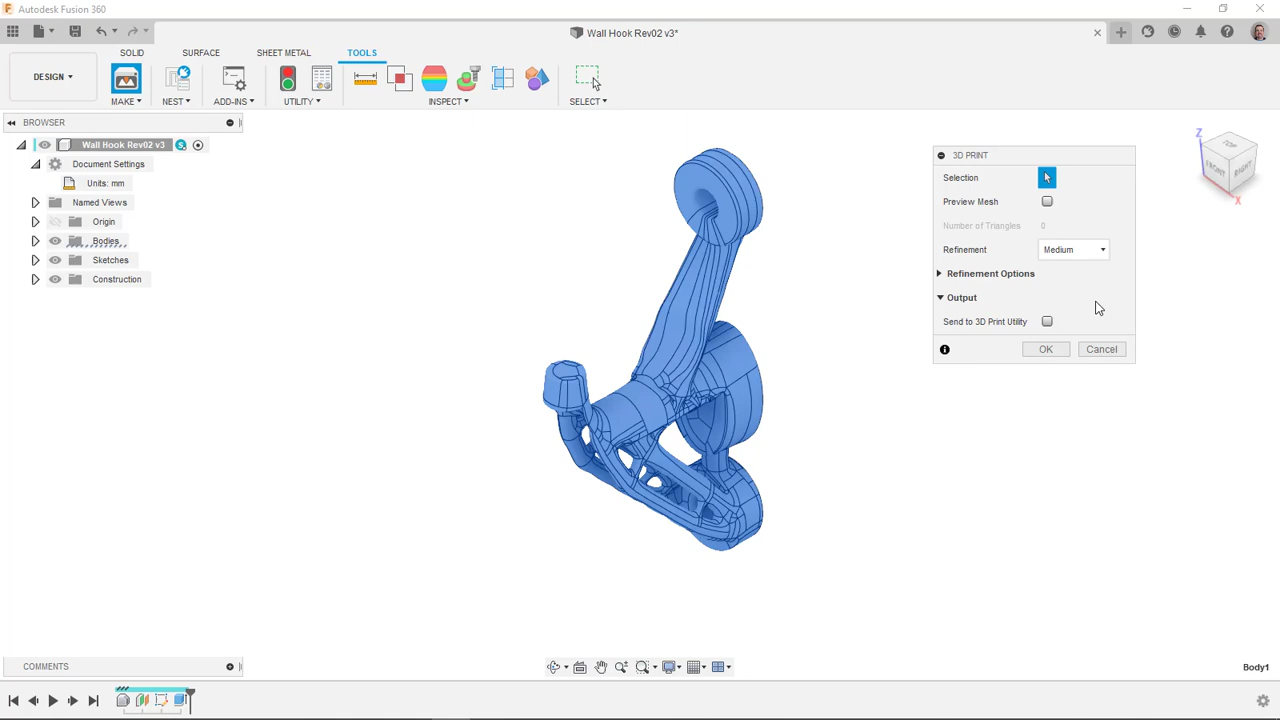 Autodesk Fusion 360
Wall Hook Rev02 v3*
SOLID SURFACE SHEET METAL TOOLS
DESIGN
MAKE NEST ADD-INS UTILITY INSPECT SELECT
BROWSER
Wall Hook Rev02 v3
Document Settings
Units: mm
Named Views
Origin
Bodies
Sketches
Construction
3D PRINT
Selection
Preview Mesh
Number of Triangles 0
Refinement Medium
Refinement Options
Output
Send to 3D Print Utility
OK Cancel
Z
TOP
FRONT RIGHT
X
COMMENTS
Body1